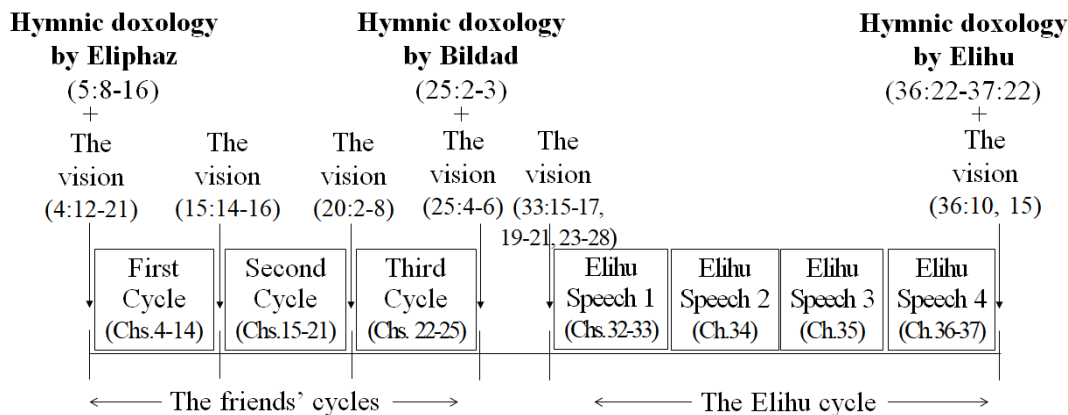 Hymnic doxology
by Eliphaz
(5:8-16)
+
The
vision
(4:12-21)
The
vision
(15:14-16)
The
vision
(20:2-8)
Hymnic doxology
by Bildad
(25:2-3)
+
The
vision
(25:4-6)
The
vision
(33:15-17,
19-21, 23-28)
Hymnic doxology
by Elihu
(36:22-37:22)
+
The
vision
(36:10, 15)
First
Cycle
(Chs.4-14)
Second
Cycle
(Chs.15-21)
Third
Cycle
(Chs. 22-25)
Elihu
Speech 1
(Chs.32-33)
Elihu
Speech 2
(Ch.34)
Elihu
Speech 3
(Ch.35)
Elihu
Speech 4
(Ch.36-37)
The friends’ cycles
The Elihu cycle